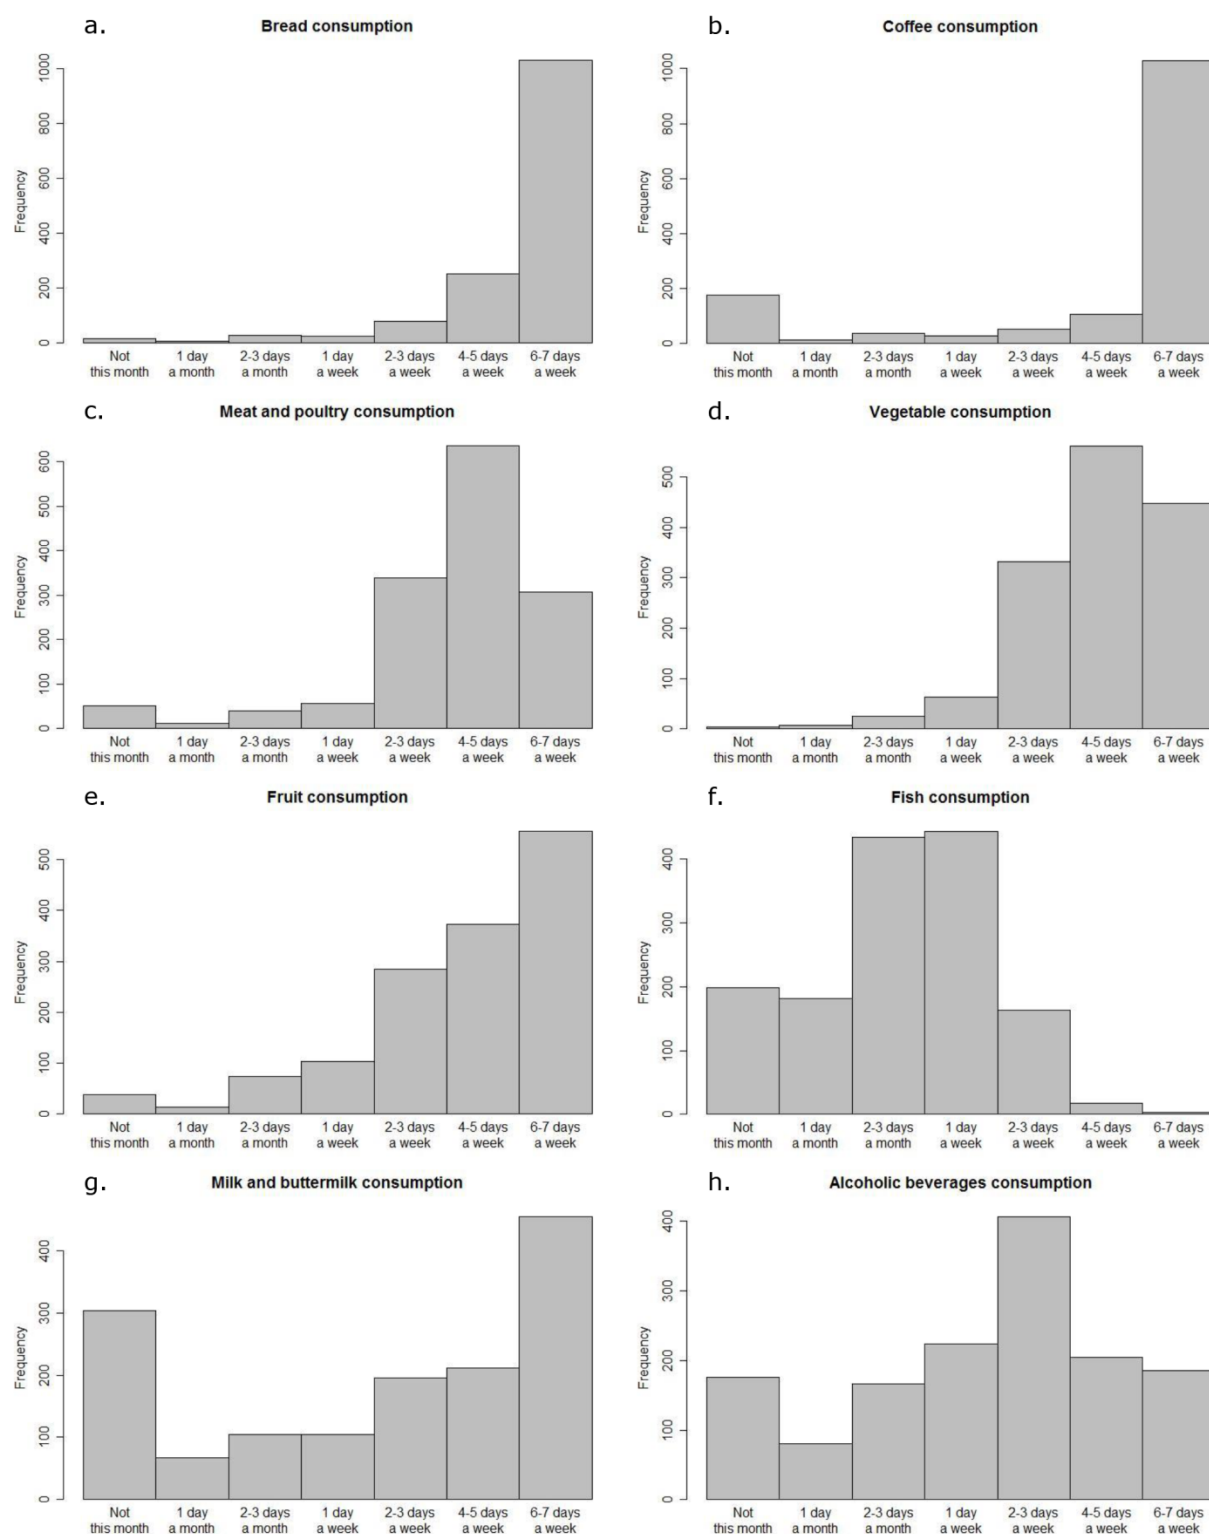 a. Bread consumption
Frequency
1000
800
600
400
200
0
Not this month
1 day a month
2-3 days a month
1 day a week
2-3 days a week
4-5 days a week
6-7 days a week
b. Coffee consumption
Frequency
1000
800
600
400
200
0
Not this month
1 day a month
2-3 days a month
1 day a week
2-3 days a week
4-5 days a week
6-7 days a week
c. Meat and poultry consumption
Frequency
600
500
400
300
200
100
0
Not this month
1 day a month
2-3 days a month
1 day a week
2-3 days a week
4-5 days a week
6-7 days a week
d. Vegetable consumption
Frequency
500
400
300
200
100
0
Not this month
1 day a month
2-3 days a month
1 day a week
2-3 days a week
4-5 days a week
6-7 days a week
e. Fruit consumption
Frequency
500
400
300
200
100
0
Not this month
1 day a month
2-3 days a month
1 day a week
2-3 days a week
4-5 days a week
6-7 days a week
f. Fish consumption
Frequency
400
300
200
100
0
Not this month
1 day a month
2-3 days a month
1 day a week
2-3 days a week
4-5 days a week
6-7 days a week
g. Milk and buttermilk consumption
Frequency
400
300
200
100
0
Not this month
1 day a month
2-3 days a month
1 day a week
2-3 days a week
4-5 days a week
6-7 days a week
h. Alcoholic beverages consumption
Frequency
400
300
200
100
0
Not this month
1 day a month
2-3 days a month
1 day a week
2-3 days a week
4-5 days a week
6-7 days a week